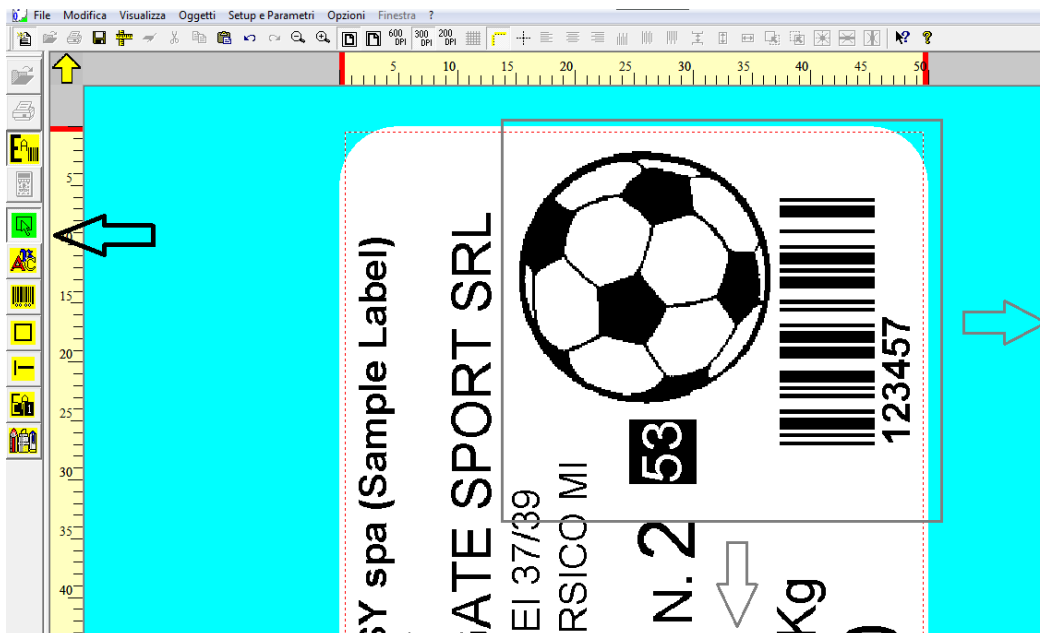 File Modifica Visualizza Oggetti Setup e Parametri Opzioni Finestra ?
600 DPI 300 DPI 200 DPI
5 10 15 20 25 30 35 40 45 50
5
15
20
25
30
35
40
SY spa (Sample Label)
GATE SPORT SRL
EI 37/39
RSICO MI
N. 2
53
Kg
123457